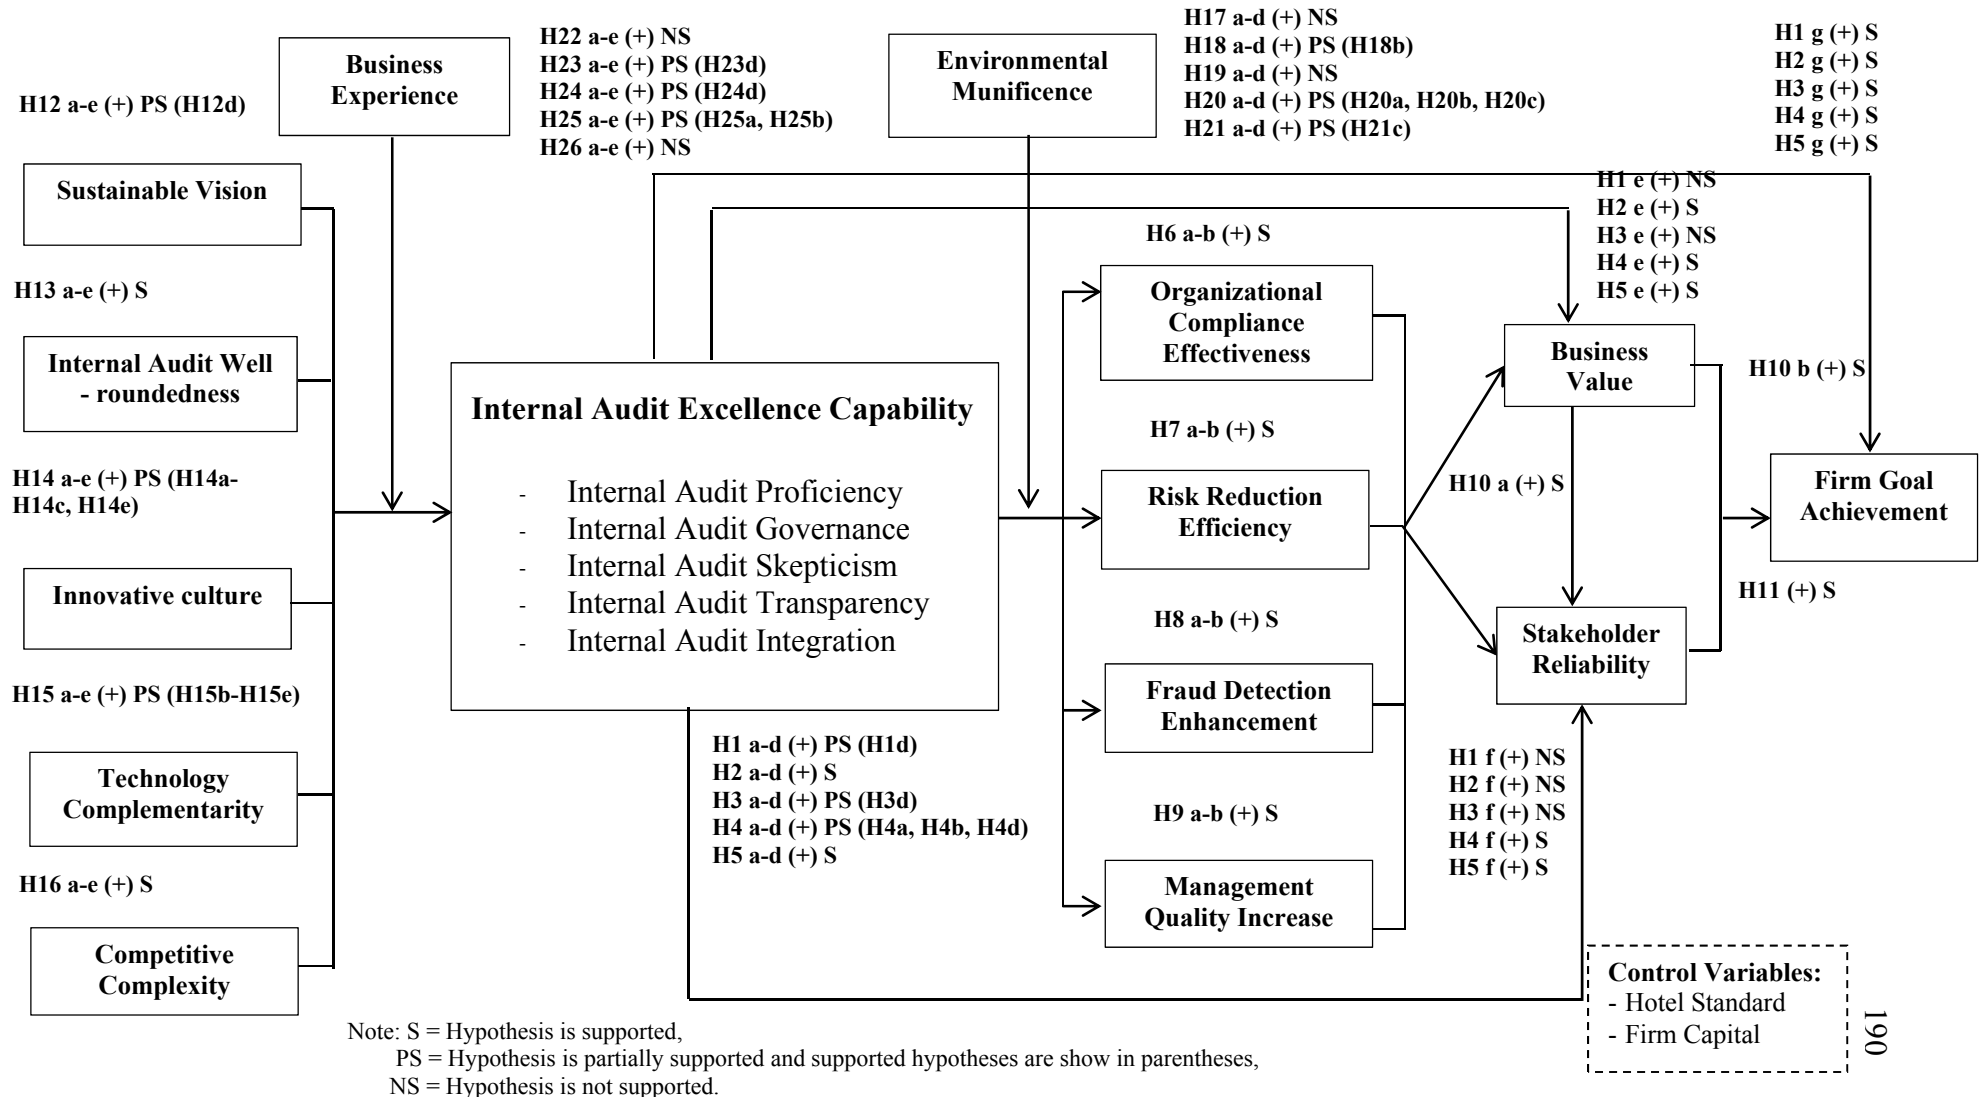 H12 a-e (+) PS (H12d)
Business
Experience
H22 a-e (+) NS
H23 a-e (+) PS (H23d)
H24 a-e (+) PS (H24d)
H25 a-e (+) PS (H25a, H25b)
H26 a-e (+) NS
Environmental
Munificence
H17 a-d (+) NS
H18 a-d (+) PS (H18b)
H19 a-d (+) NS
H20 a-d (+) PS (H20a, H20b, H20c)
H21 a-d (+) PS (H21c)
H1 g (+) S
H2 g (+) S
H3 g (+) S
H4 g (+) S
H5 g (+) S
Sustainable Vision
H13 a-e (+) S
Internal Audit Well
- roundedness
H14 a-e (+) PS (H14a-
H14c, H14e)
Innovative culture
H15 a-e (+) PS (H15b-H15e)
Technology
Complementarity
H16 a-e (+) S
Competitive
Complexity
Internal Audit Excellence Capability
- Internal Audit Proficiency
- Internal Audit Governance
- Internal Audit Skepticism
- Internal Audit Transparency
- Internal Audit Integration
H1 a-d (+) PS (H1d)
H2 a-d (+) S
H3 a-d (+) PS (H3d)
H4 a-d (+) PS (H4a, H4b, H4d)
H5 a-d (+) S
H6 a-b (+) S
Organizational
Compliance
Effectiveness
H7 a-b (+) S
Risk Reduction
Efficiency
H8 a-b (+) S
Fraud Detection
Enhancement
H9 a-b (+) S
Management
Quality Increase
H1 e (+) NS
H2 e (+) S
H3 e (+) NS
H4 e (+) S
H5 e (+) S
Business
Value
H10 a (+) S
Stakeholder
Reliability
H1 f (+) NS
H2 f (+) NS
H3 f (+) NS
H4 f (+) S
H5 f (+) S
H10 b (+) S
Firm Goal
Achievement
H11 (+) S
Control Variables:
- Hotel Standard
- Firm Capital
190
Note: S = Hypothesis is supported,
PS = Hypothesis is partially supported and supported hypotheses are show in parentheses,
NS = Hypothesis is not supported.